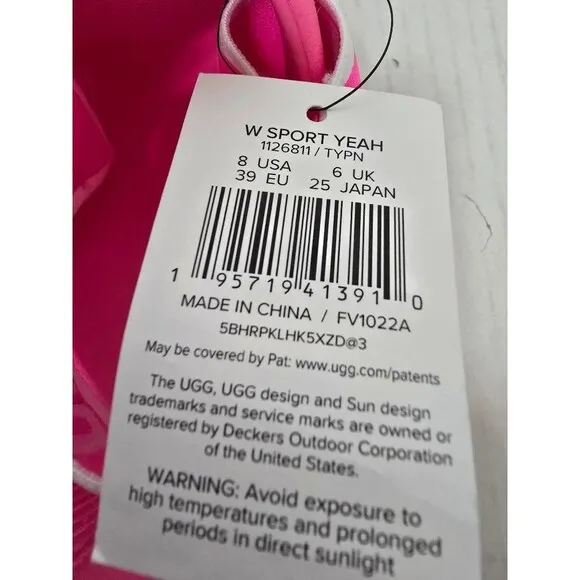 W SPORT YEAH
1126811 / TYPN
8 USA 6 UK
39 EU 25 JAPAN
1 95719 41391 0
MADE IN CHINA / FV1022A
5BHRPKLHK5XZD@3
May be covered by Pat: www.ugg.com/patents
The UGG, UGG design and Sun design
trademarks and service marks are owned or
registered by Deckers Outdoor Corporation
of the United States.
WARNING: Avoid exposure to
high temperatures and prolonged
periods in direct sunlight